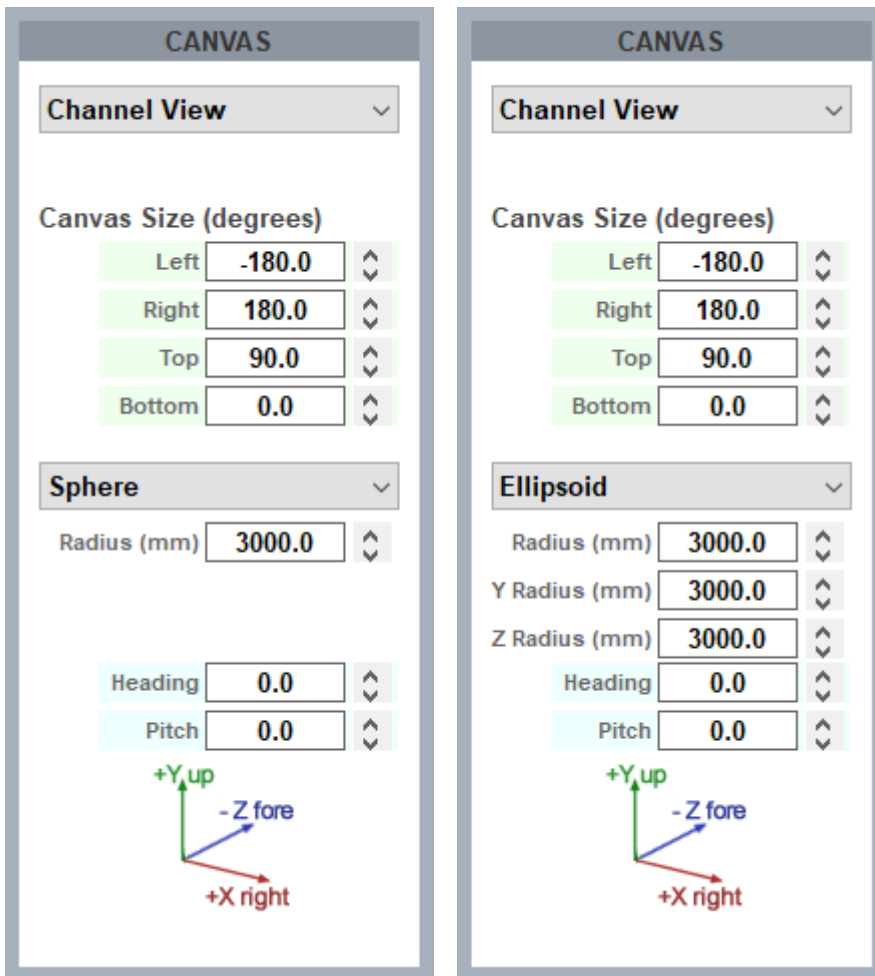 CANVAS
Channel View
Canvas Size (degrees)
Left -180.0
Right 180.0
Top 90.0
Bottom 0.0
Sphere
Radius (mm) 3000.0
Heading 0.0
Pitch 0.0
+Y up
- Z fore
+X right
CANVAS
Channel View
Canvas Size (degrees)
Left -180.0
Right 180.0
Top 90.0
Bottom 0.0
Ellipsoid
Radius (mm) 3000.0
Y Radius (mm) 3000.0
Z Radius (mm) 3000.0
Heading 0.0
Pitch 0.0
+Y up
- Z fore
+X right